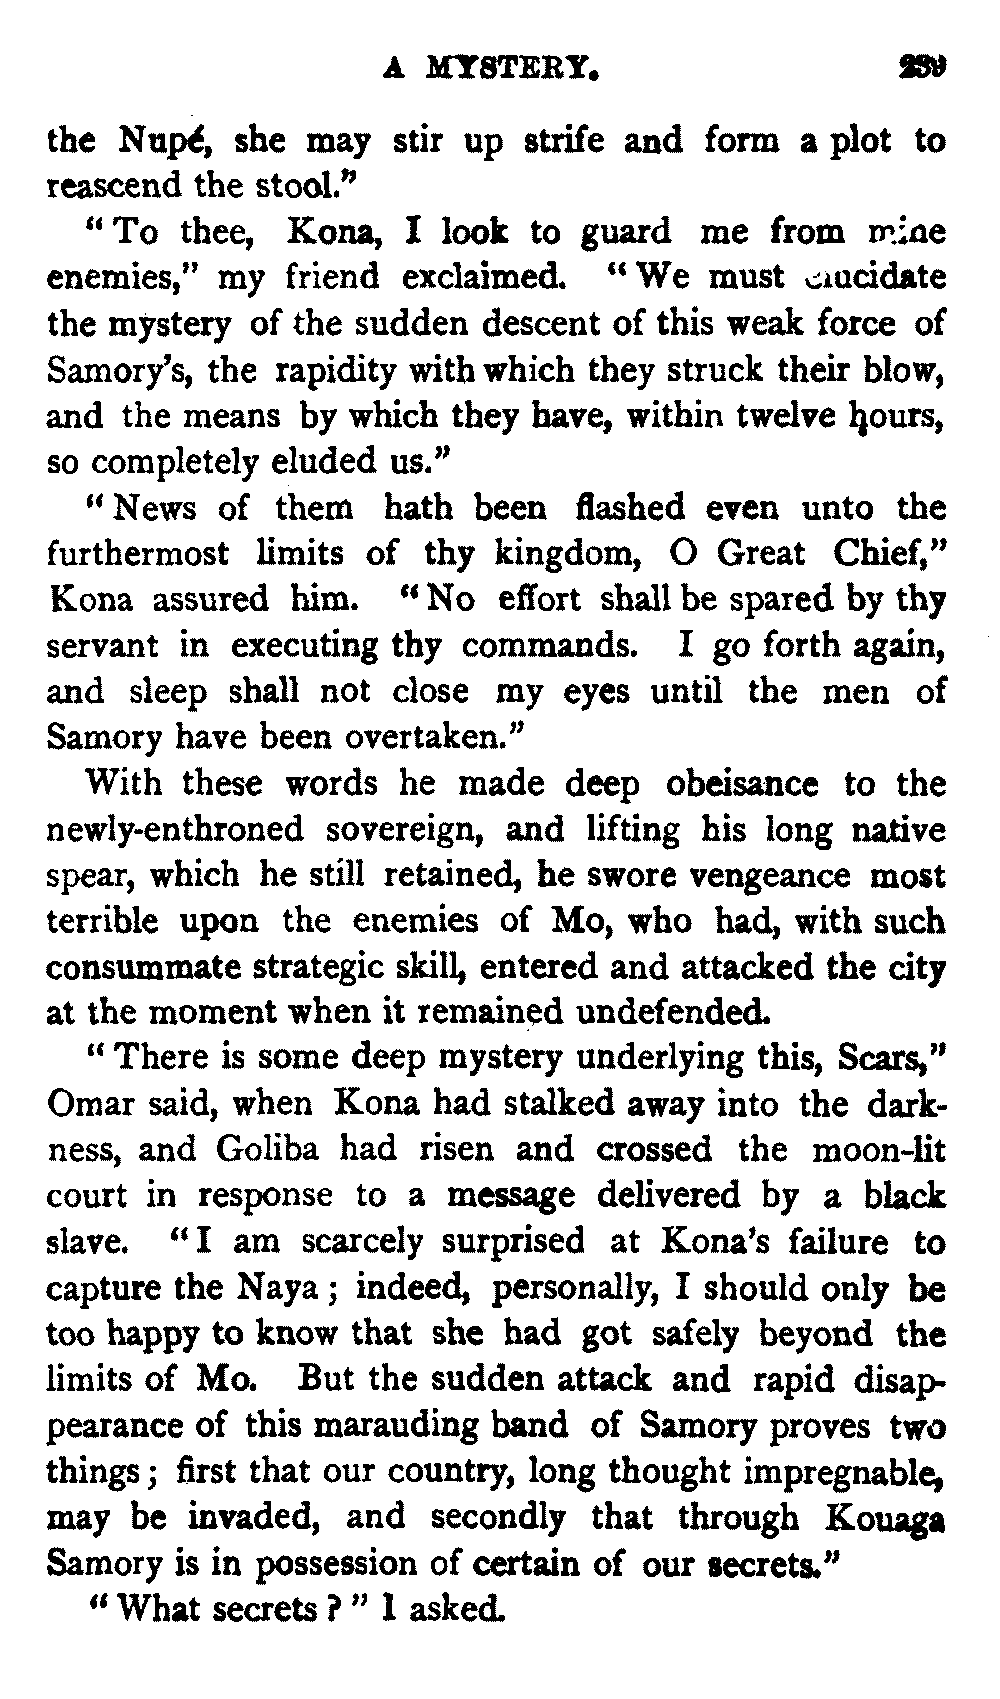 A MYSTERY. 239
the Nupé, she may stir up strife and form a plot to
reascend the stool."
"To thee, Kona, I look to guard me from mine
enemies," my friend exclaimed. "We must elucidate
the mystery of the sudden descent of this weak force of
Samory's, the rapidity with which they struck their blow,
and the means by which they have, within twelve hours,
so completely eluded us."
"News of them hath been flashed even unto the
furthermost limits of thy kingdom, O Great Chief,"
Kona assured him. "No effort shall be spared by thy
servant in executing thy commands. I go forth again,
and sleep shall not close my eyes until the men of
Samory have been overtaken."
With these words he made deep obeisance to the
newly-enthroned sovereign, and lifting his long native
spear, which he still retained, he swore vengeance most
terrible upon the enemies of Mo, who had, with such
consummate strategic skill, entered and attacked the city
at the moment when it remained undefended.
"There is some deep mystery underlying this, Scars,"
Omar said, when Kona had stalked away into the dark-
ness, and Goliba had risen and crossed the moon-lit
court in response to a message delivered by a black
slave. "I am scarcely surprised at Kona's failure to
capture the Naya; indeed, personally, I should only be
too happy to know that she had got safely beyond the
limits of Mo. But the sudden attack and rapid disap-
pearance of this marauding band of Samory proves two
things; first that our country, long thought impregnable,
may be invaded, and secondly that through Kouaga
Samory is in possession of certain of our secrets."
"What secrets?" I asked.